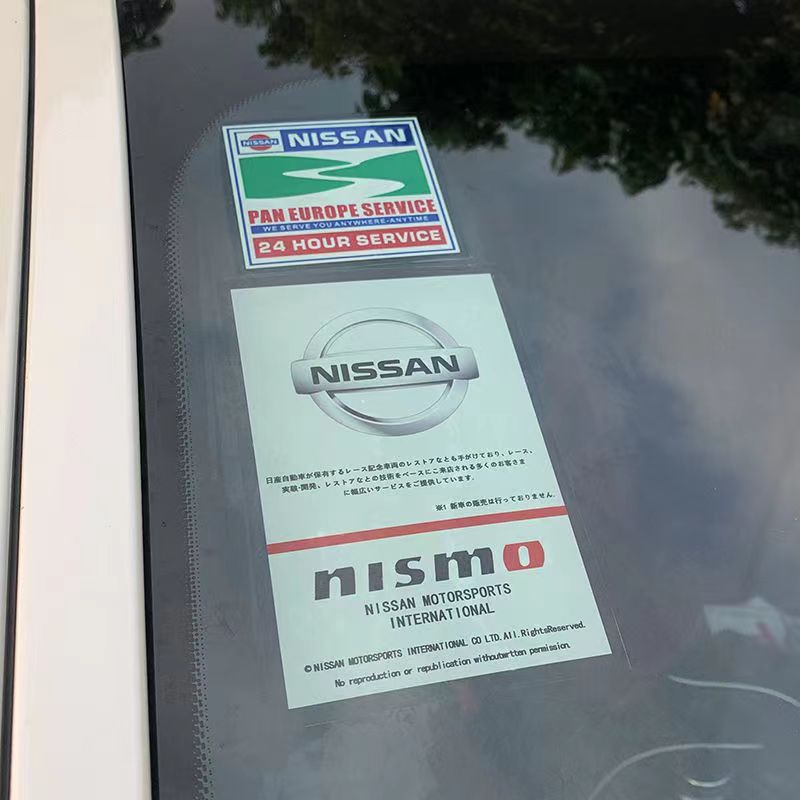 NISSAN NISSAN
PAN EUROPE SERVICE
WE SERVE YOU ANYWHERE-ANYTIME
24 HOUR SERVICE
NISSAN
日産自動車が保有するレース記念車両のレストアなとも手がけており、レース、
実験·開発、レストアなとの技術をベースにこ来店される多くのお客さま
に幅広いサービスをご提供しています.
※1 新車の販売は行っておりません.
nismo
NISSAN MOTORSPORTS
INTERNATIONAL
©NISSAN MOTORSPORTS INTERNATIONAL CO LTD.All.RightsReserved.
No reproduction or republication withoutwrtten permission.